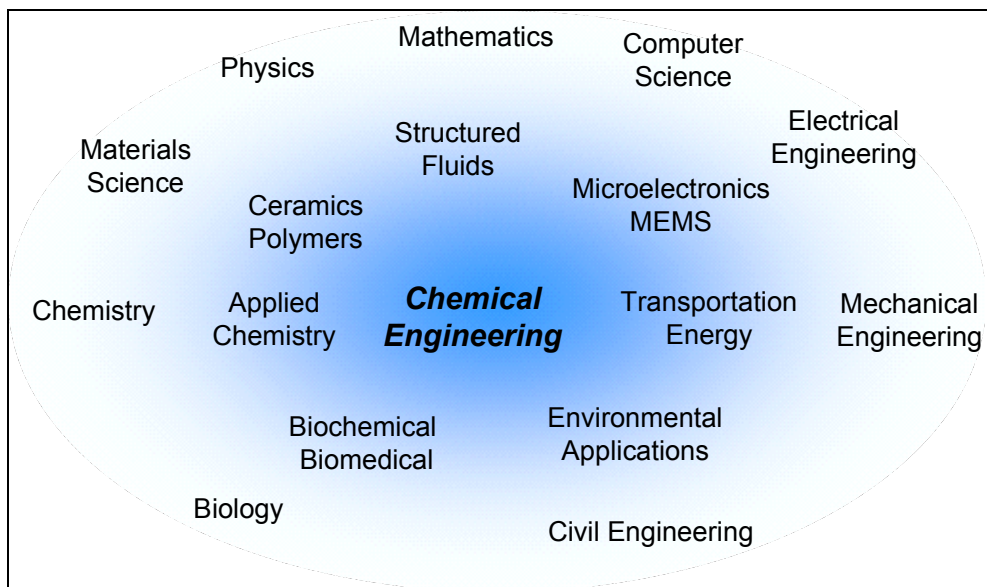 Mathematics
Computer
Science
Physics
Electrical
Engineering
Structured
Fluids
Materials
Science
Microelectronics
MEMS
Ceramics
Polymers
Chemistry
Applied
Chemistry
Chemical
Engineering
Transportation
Energy
Mechanical
Engineering
Biochemical
Biomedical
Environmental
Applications
Biology
Civil Engineering